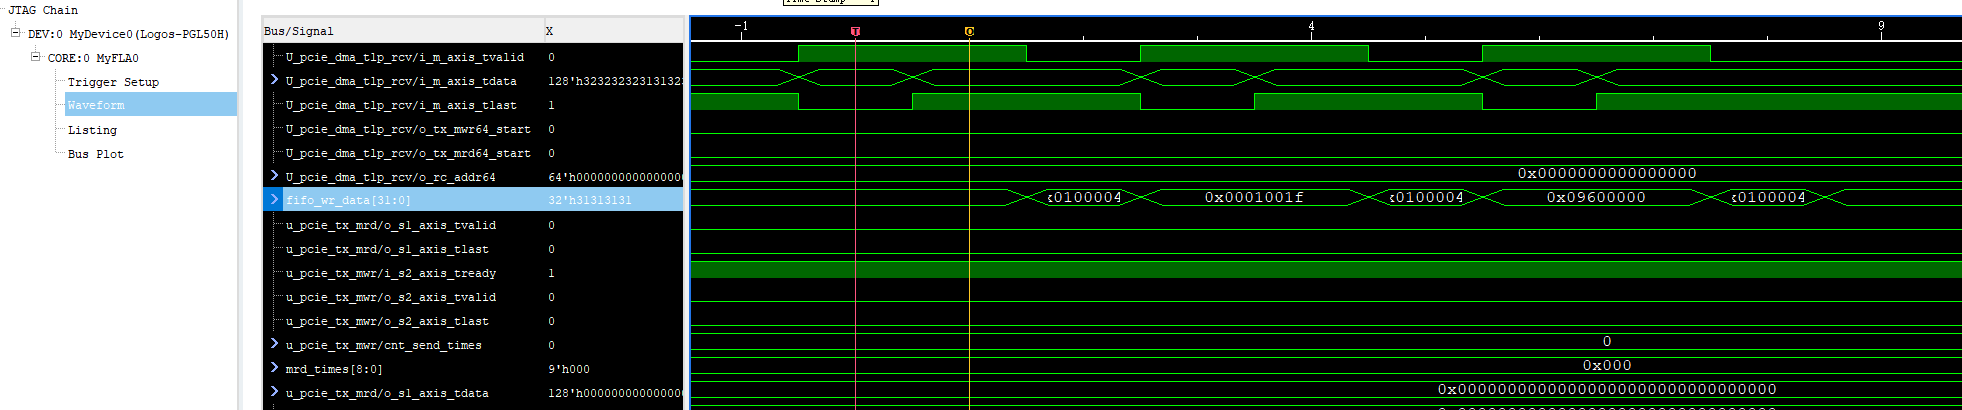 JTAG Chain
DEV:0 MyDevice0(Logos-PGL50H)
CORE:0 MyFLA0
Trigger Setup
Waveform
Listing
Bus Plot
Bus/Signal X
-1 4 9
T O
U_pcie_dma_tlp_rcv/i_m_axis_tvalid 0
U_pcie_dma_tlp_rcv/i_m_axis_tdata 128'h3232323231313232
U_pcie_dma_tlp_rcv/i_m_axis_tlast 1
U_pcie_dma_tlp_rcv/o_tx_mwr64_start 0
U_pcie_dma_tlp_rcv/o_tx_mrd64_start 0
U_pcie_dma_tlp_rcv/o_rc_addr64 64'h0000000000000000 0x0000000000000000
fifo_wr_data[31:0] 32'h31313131 0100004 0x0001001f 0100004 0x09600000 0100004
u_pcie_tx_mrd/o_s1_axis_tvalid 0
u_pcie_tx_mrd/o_s1_axis_tlast 0
u_pcie_tx_mwr/i_s2_axis_tready 1
u_pcie_tx_mwr/o_s2_axis_tvalid 0
u_pcie_tx_mwr/o_s2_axis_tlast 0
u_pcie_tx_mwr/cnt_send_times 0 0
mrd_times[8:0] 9'h000 0x000
u_pcie_tx_mrd/o_s1_axis_tdata 128'h000000000000000 0x00000000000000000000000000000000